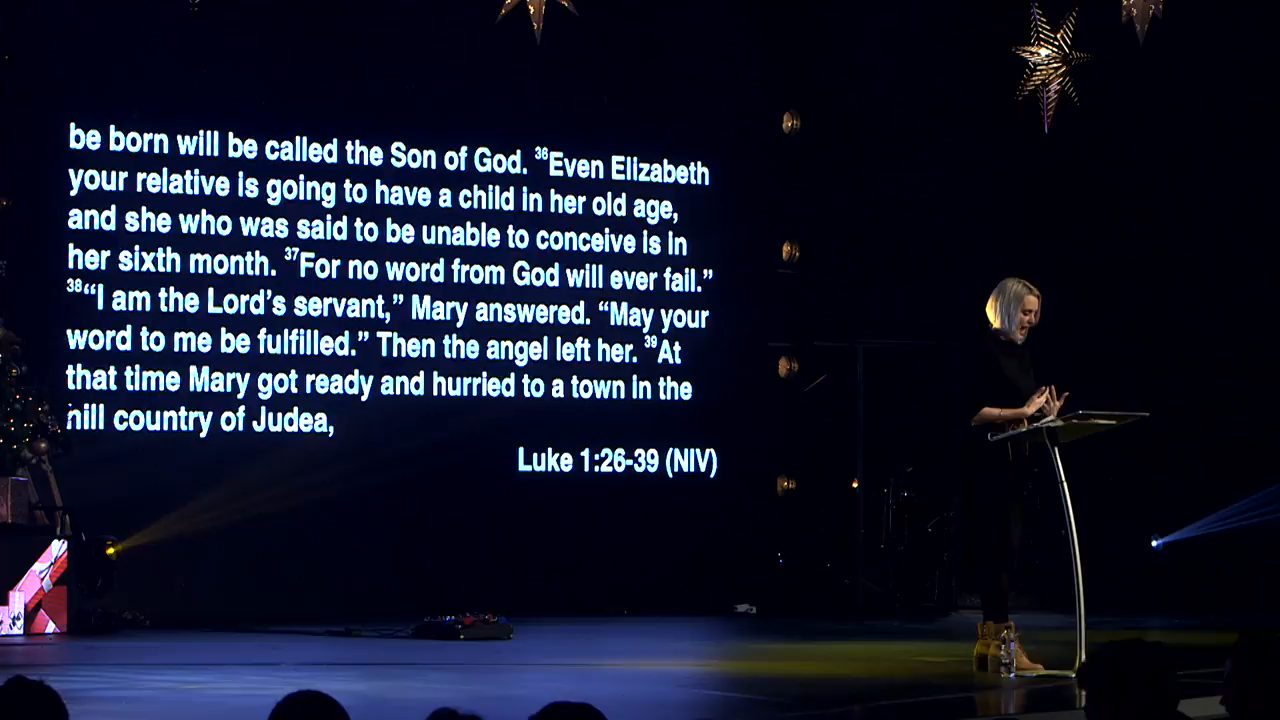 be born will be called the Son of God. ³⁶Even Elizabeth
your relative is going to have a child in her old age,
and she who was said to be unable to conceive is in
her sixth month. ³⁷For no word from God will ever fail.”
³⁸“I am the Lord’s servant,” Mary answered. “May your
word to me be fulfilled.” Then the angel left her. ³⁹At
that time Mary got ready and hurried to a town in the
hill country of Judea,
Luke 1:26-39 (NIV)